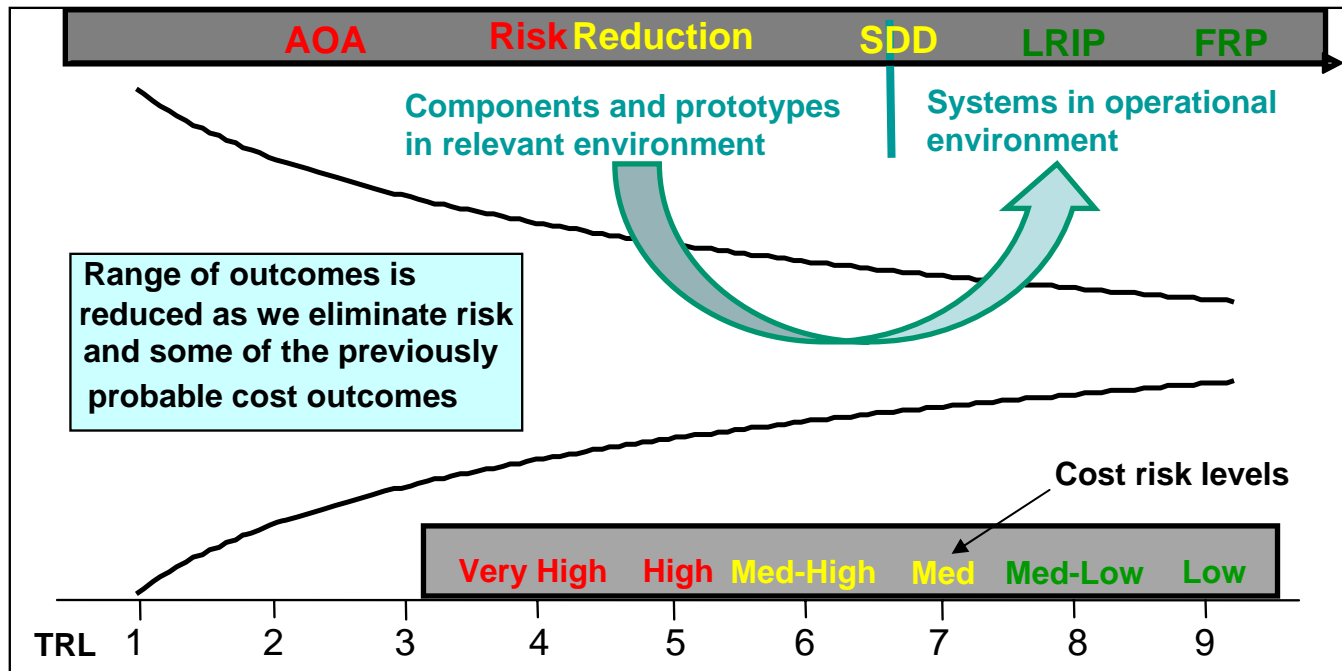 AOA Risk Reduction SDD LRIP FRP
Components and prototypes
in relevant environment
Systems in operational
environment
Range of outcomes is
reduced as we eliminate risk
and some of the previously
probable cost outcomes
Cost risk levels
Very High High Med-High Med Med-Low Low
TRL 1 2 3 4 5 6 7 8 9